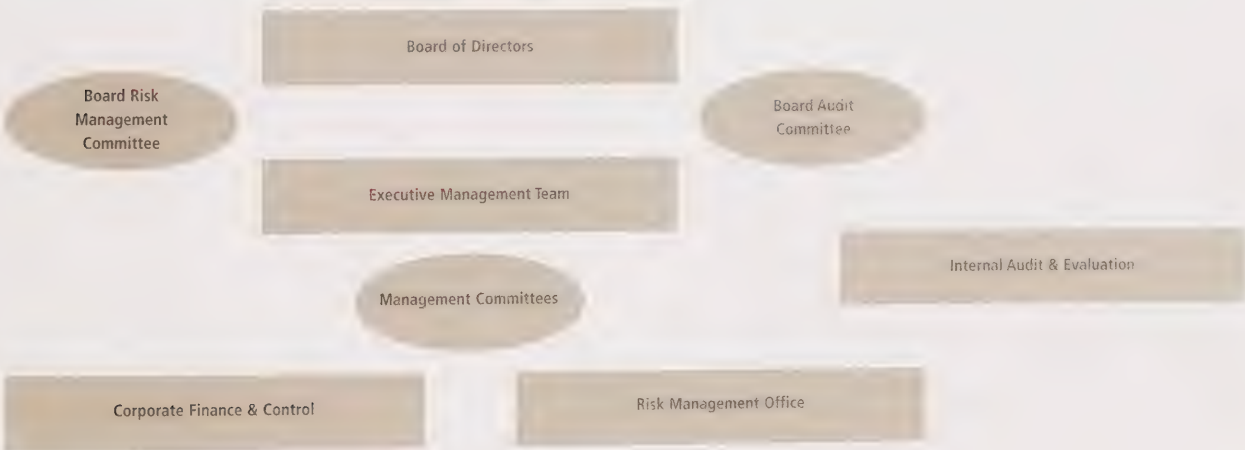 Board of Directors
Board Risk
Management
Committee
Board Audit
Committee
Executive Management Team
Internal Audit & Evaluation
Management Committees
Corporate Finance & Control
Risk Management Office